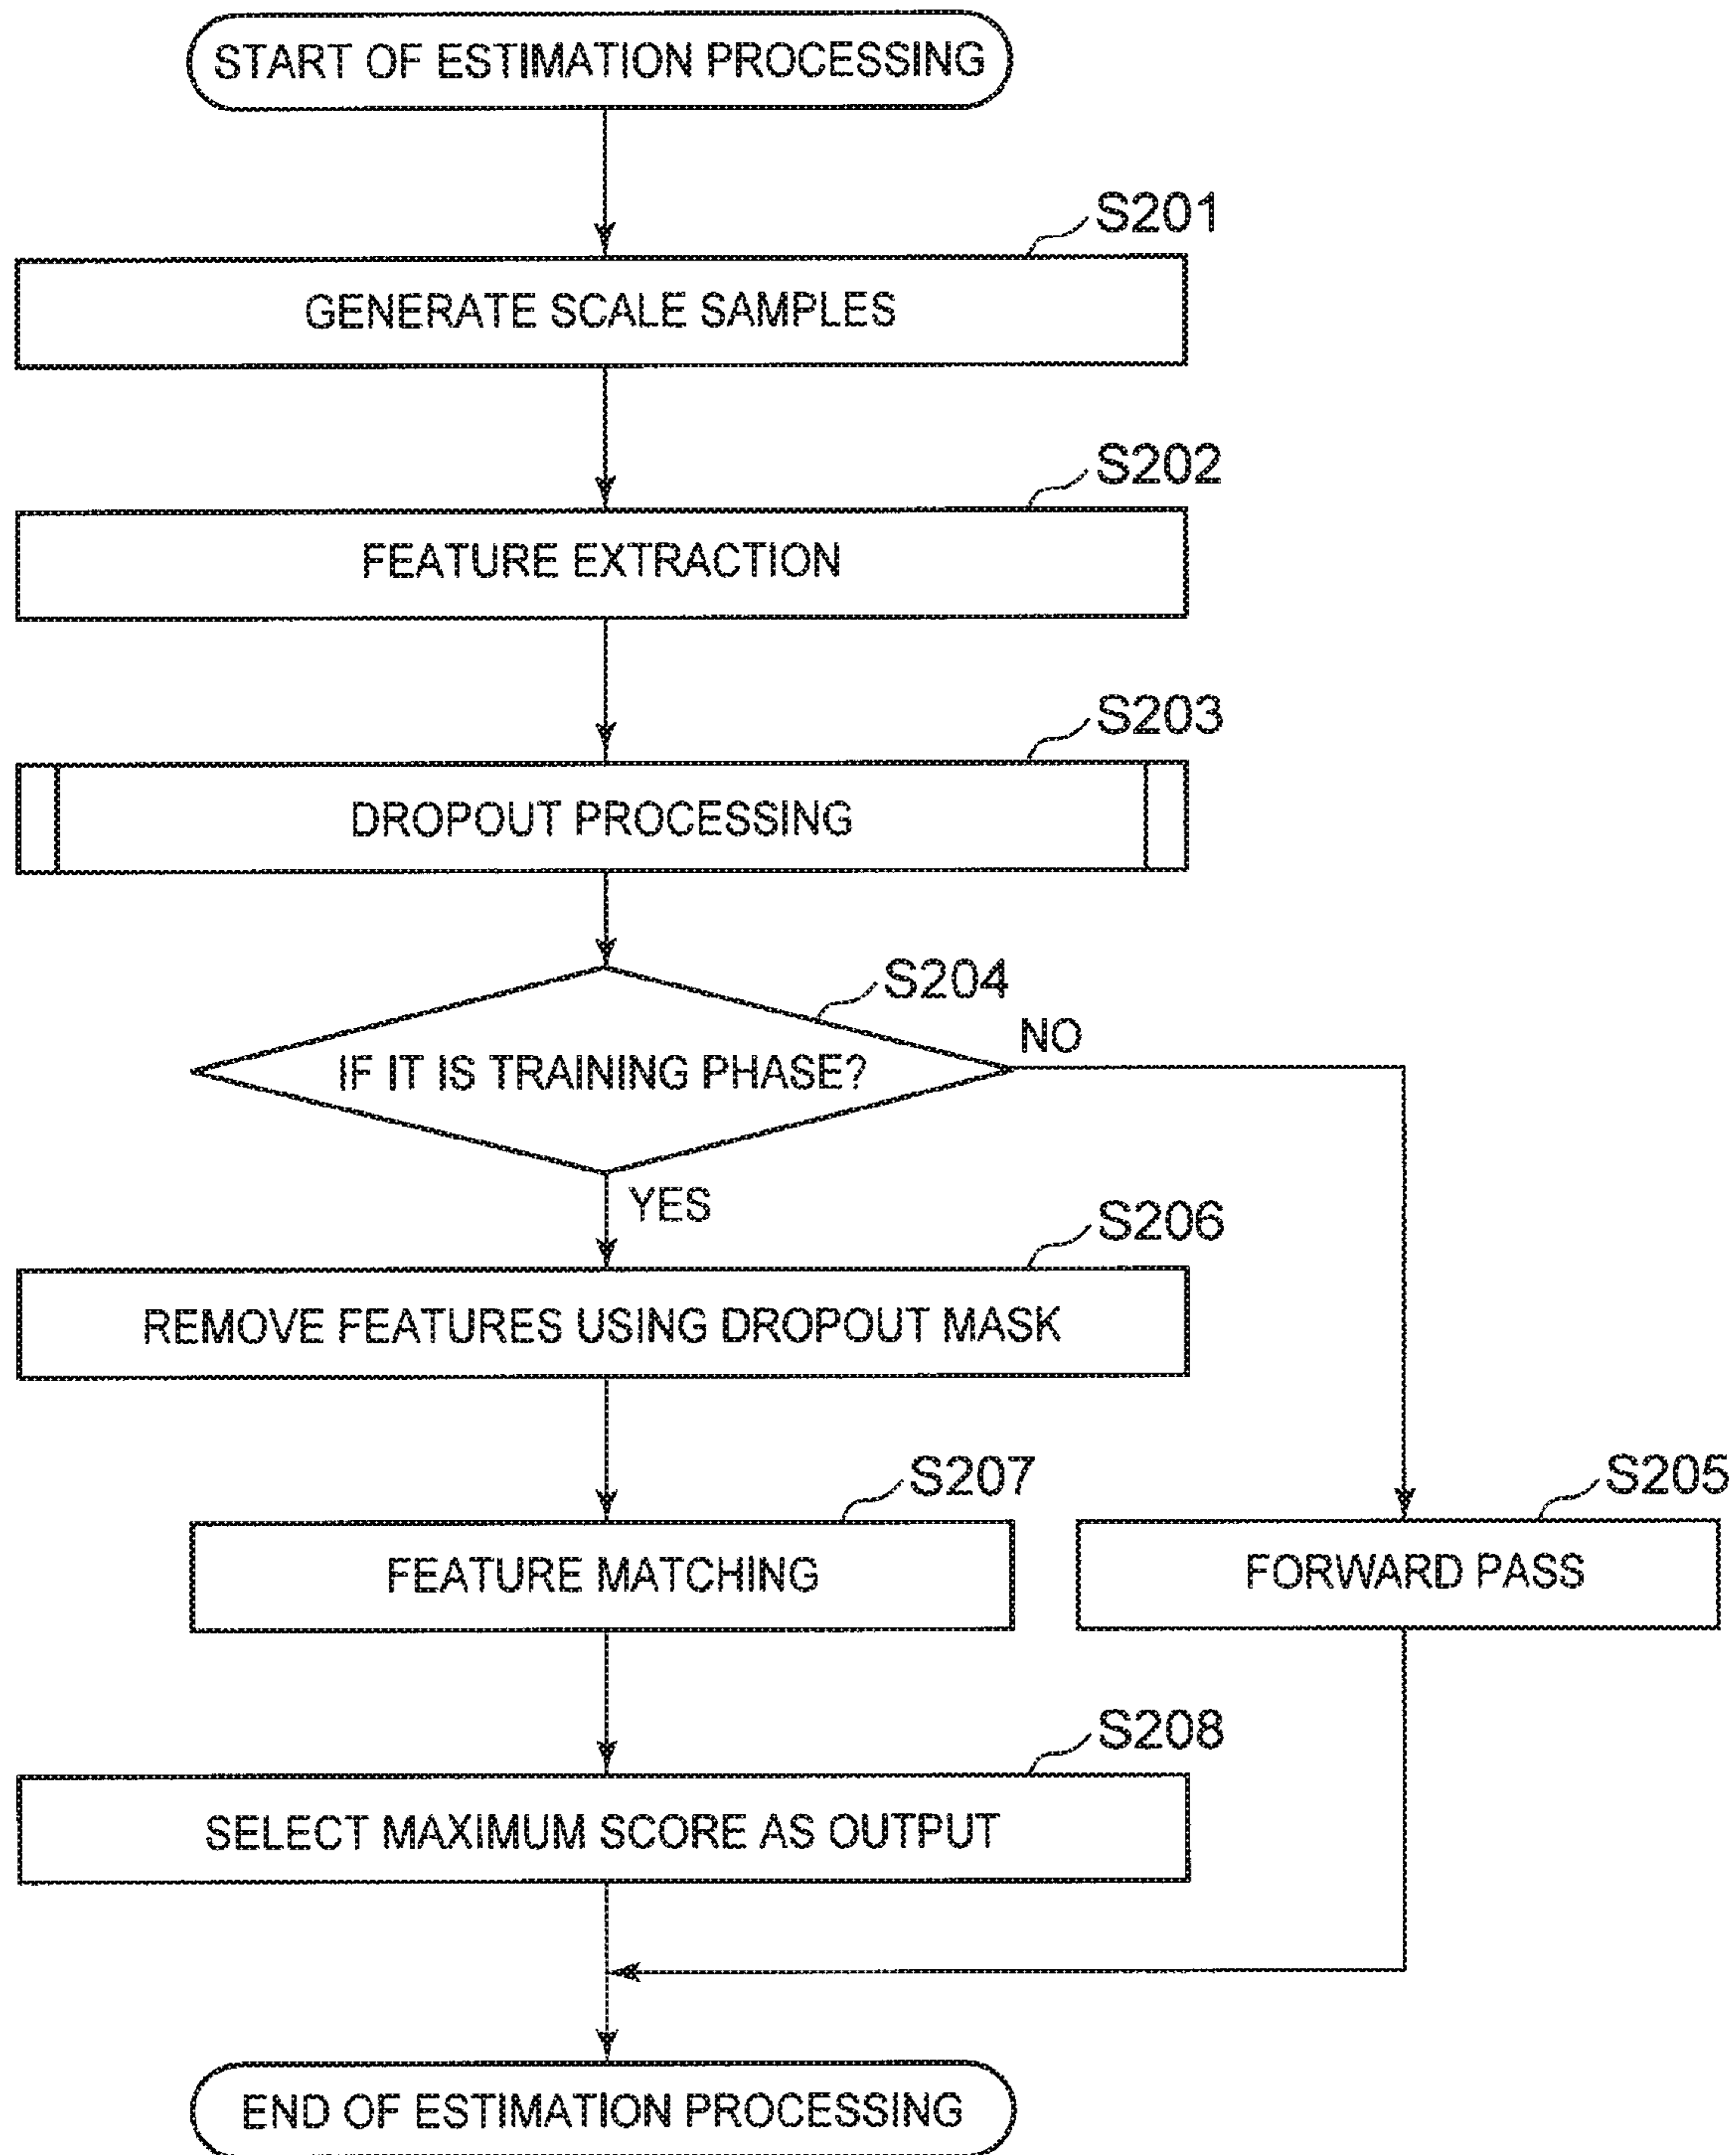 START OF ESTIMATION PROCESSING
S201
GENERATE SCALE SAMPLES
S202
FEATURE EXTRACTION
S203
DROPOUT PROCESSING
S204
IF IT IS TRAINING PHASE?
NO
YES
S206
REMOVE FEATURES USING DROPOUT MASK
S207
FEATURE MATCHING
S205
FORWARD PASS
S208
SELECT MAXIMUM SCORE AS OUTPUT
END OF ESTIMATION PROCESSING